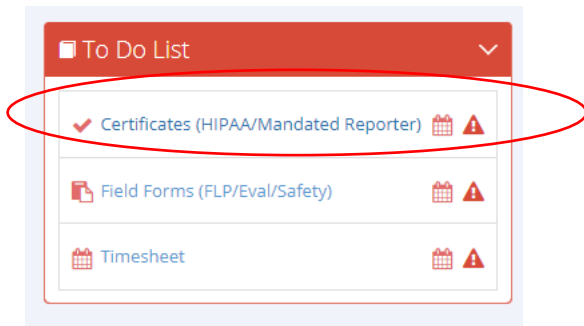 To Do List
Certificates (HIPAA/Mandated Reporter)
Field Forms (FLP/Eval/Safety)
Timesheet